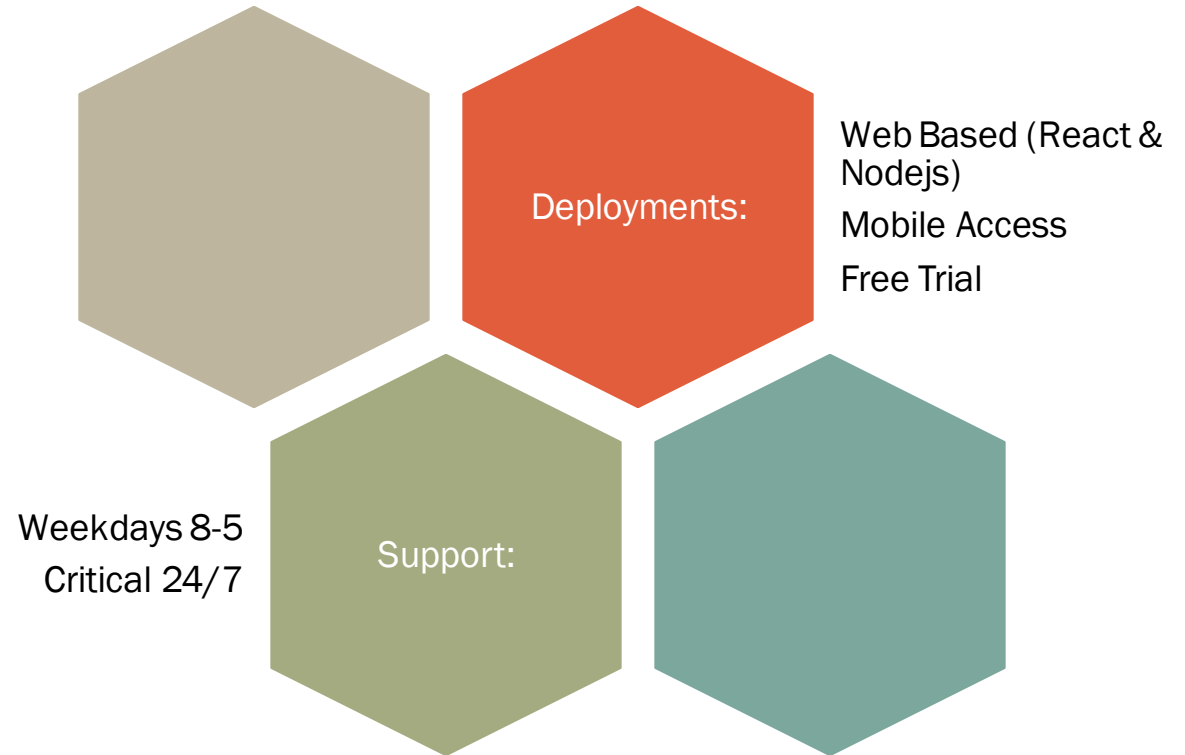 Deployments:
Web Based (React &
Nodejs)
Mobile Access
Free Trial
Weekdays 8-5
Critical 24/7
Support: